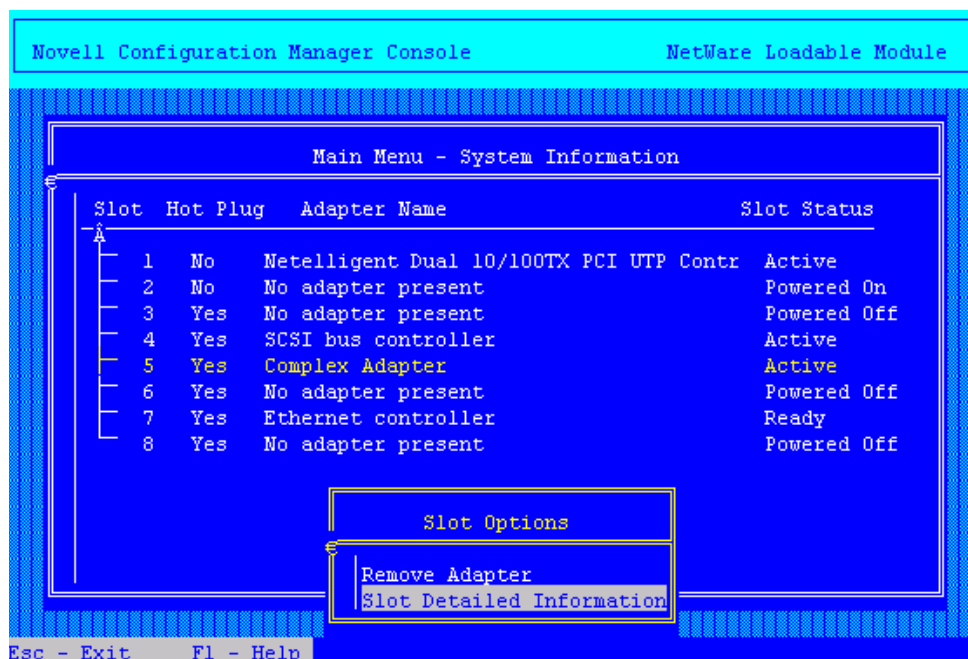 Novell Configuration Manager Console NetWare Loadable Module
Main Menu - System Information
Slot Hot Plug Adapter Name Slot Status
1 No Netelligent Dual 10/100TX PCI UTP Contr Active
2 No No adapter present Powered On
3 Yes No adapter present Powered Off
4 Yes SCSI bus controller Active
5 Yes Complex Adapter Active
6 Yes No adapter present Powered Off
7 Yes Ethernet controller Ready
8 Yes No adapter present Powered Off
Slot Options
Remove Adapter
Slot Detailed Information
Esc - Exit F1 - Help